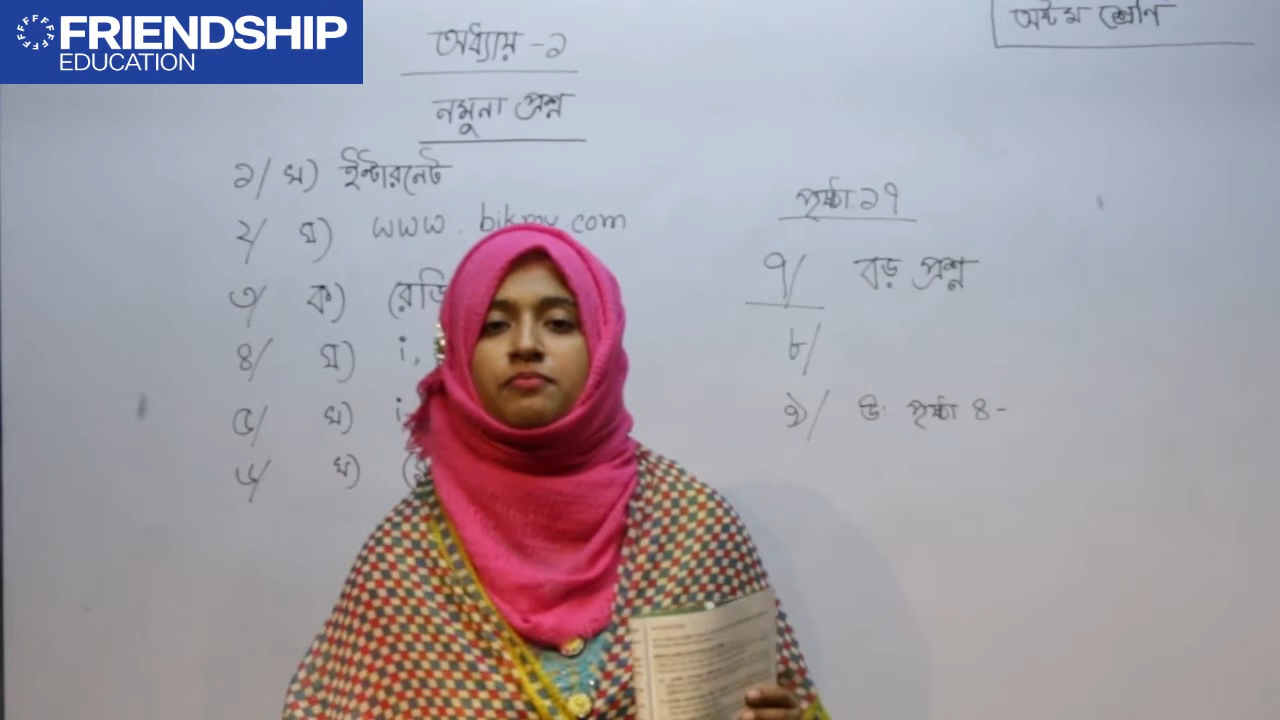 FRIENDSHIP
EDUCATION
অষ্টম শ্রেণি
অধ্যায় -১
নমুনা প্রশ্ন
১/ ঘ) ইন্টারনেট
২/ ঘ) www.
.com
৩/ ক)
৪/ ঘ) i,
৫/ ঘ) i,
৬/ ঘ)
পৃষ্ঠা ১৭
৭/ বড় প্রশ্ন
৮/
৯/ উ: পৃষ্ঠা ৪-